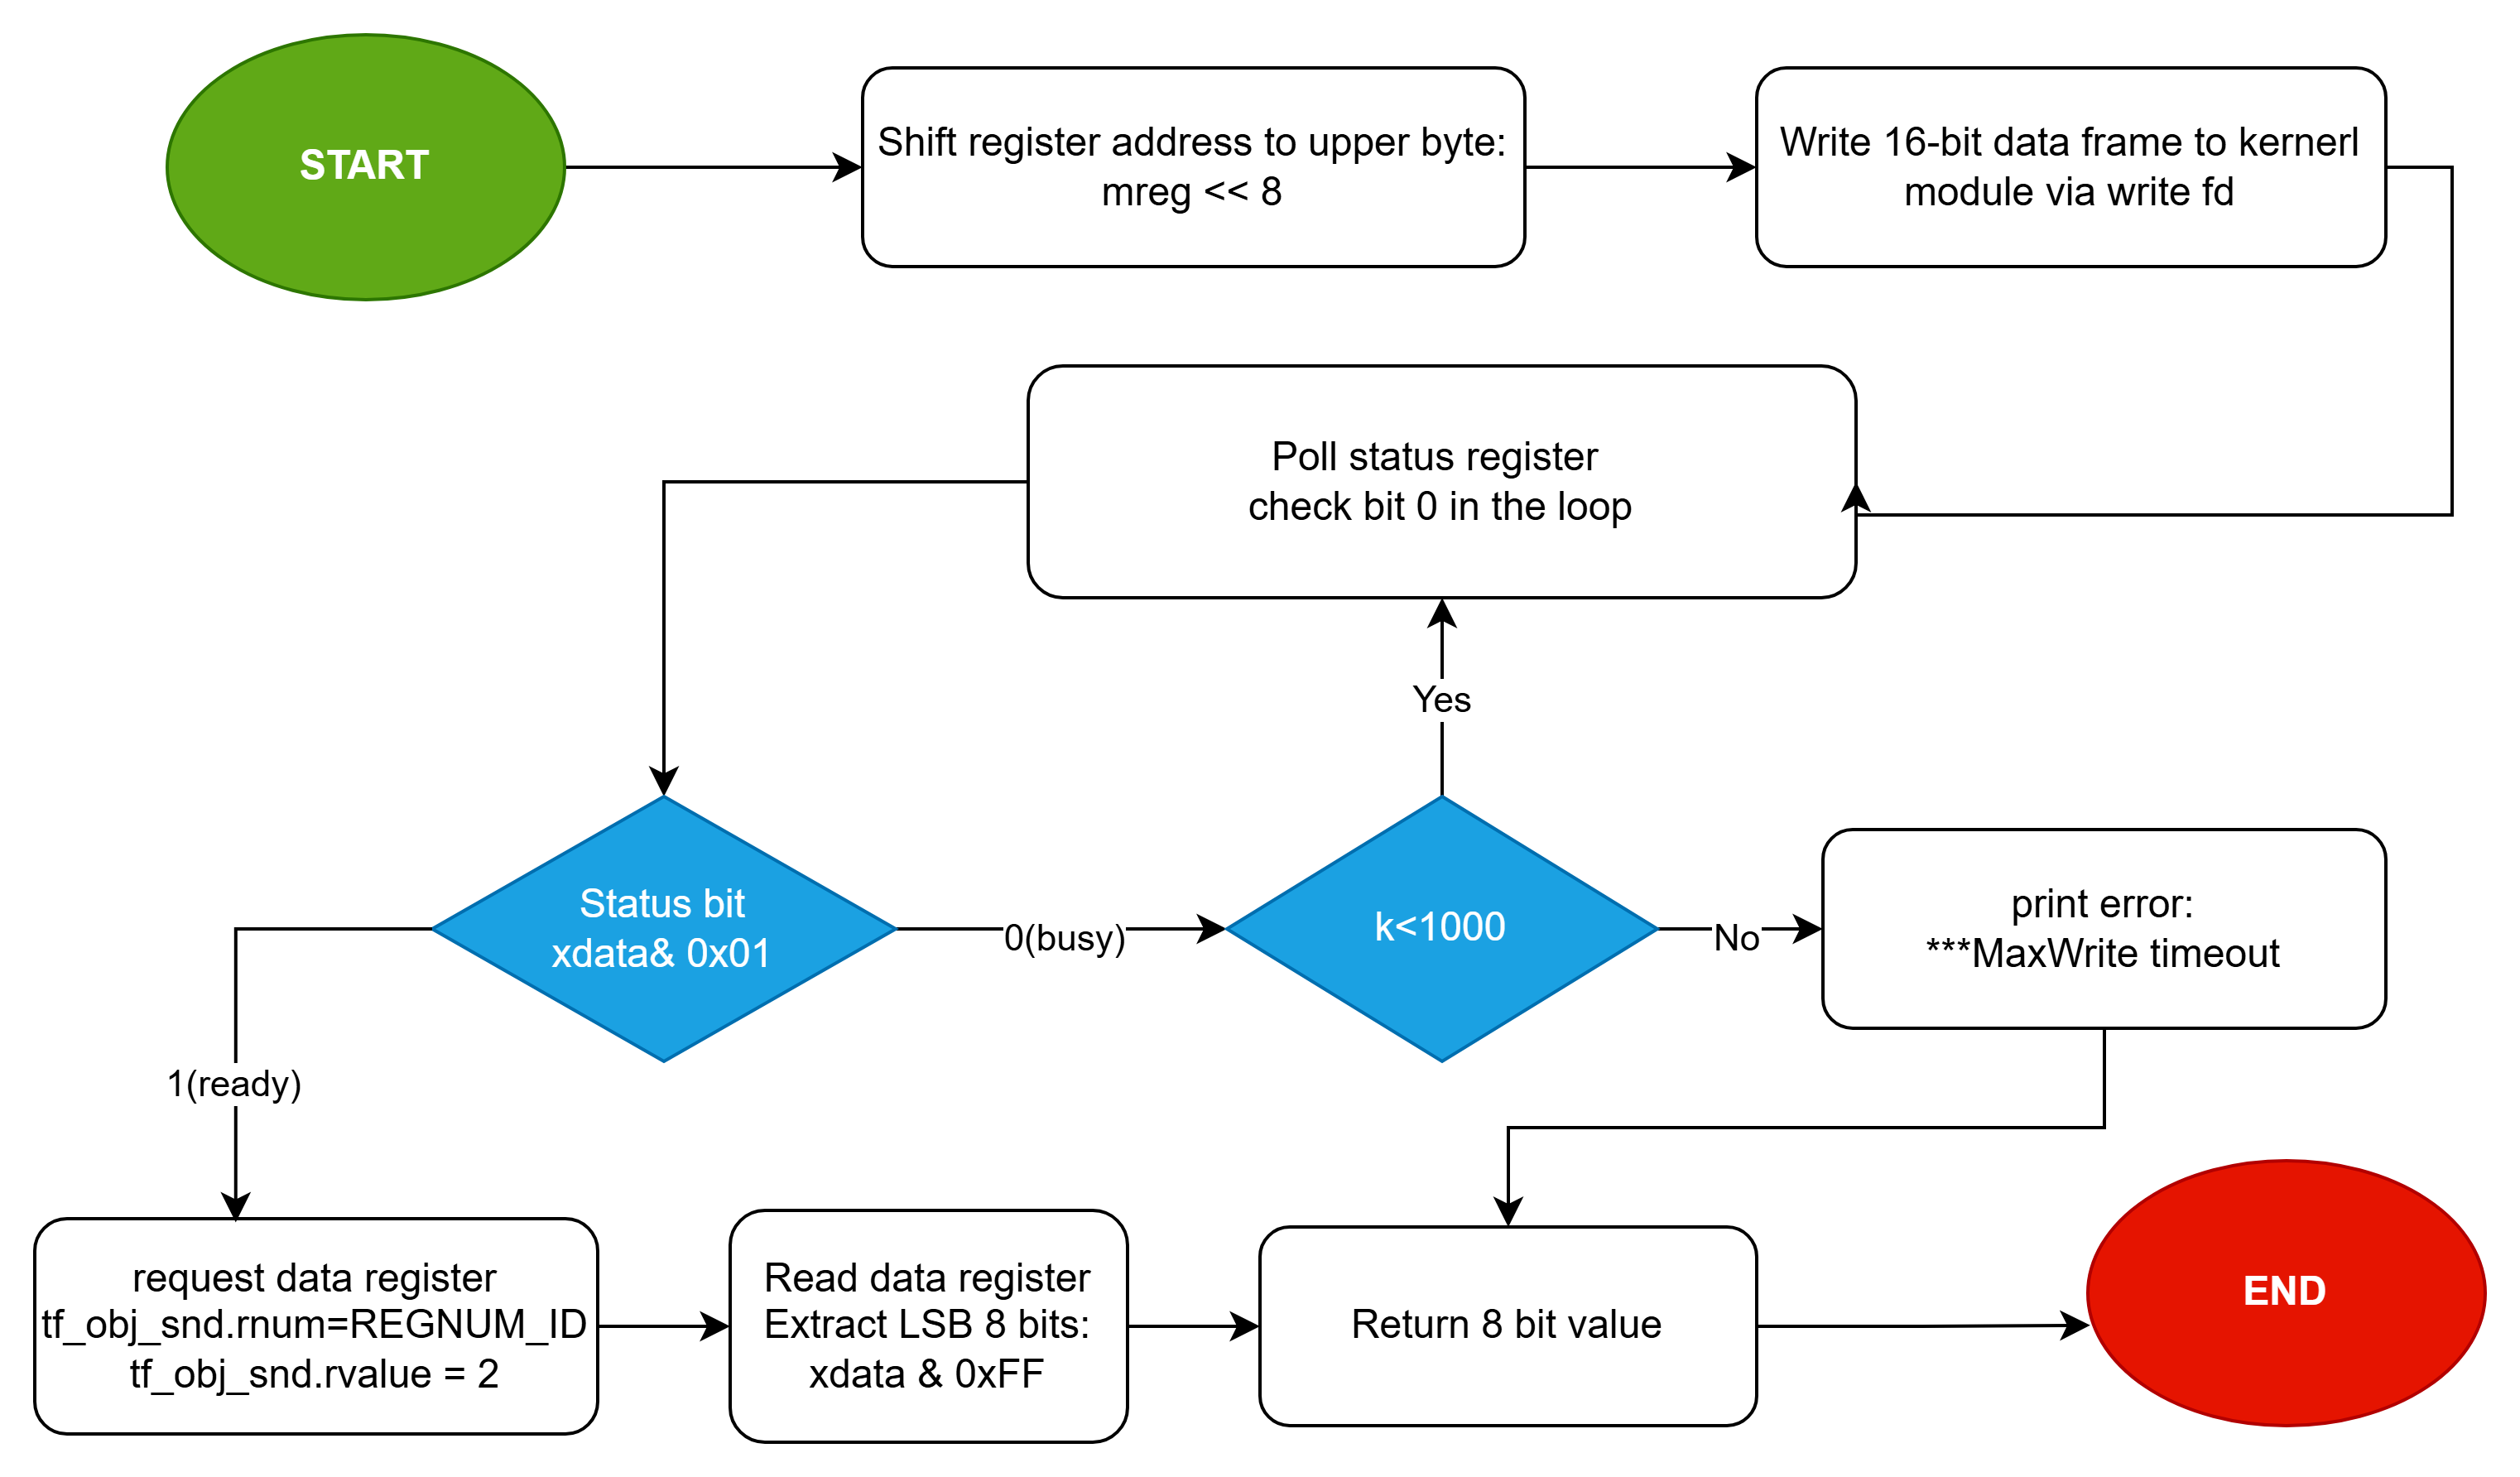 START
Shift register address to upper byte:
mreg << 8
Write 16-bit data frame to kernerl
module via write fd
Poll status register
check bit 0 in the loop
Yes
Status bit
xdata& 0x01
0(busy)
k<1000
No
print error:
***MaxWrite timeout
1(ready)
request data register
tf_obj_snd.rnum=REGNUM_ID
tf_obj_snd.rvalue = 2
Read data register
Extract LSB 8 bits:
xdata & 0xFF
Return 8 bit value
END